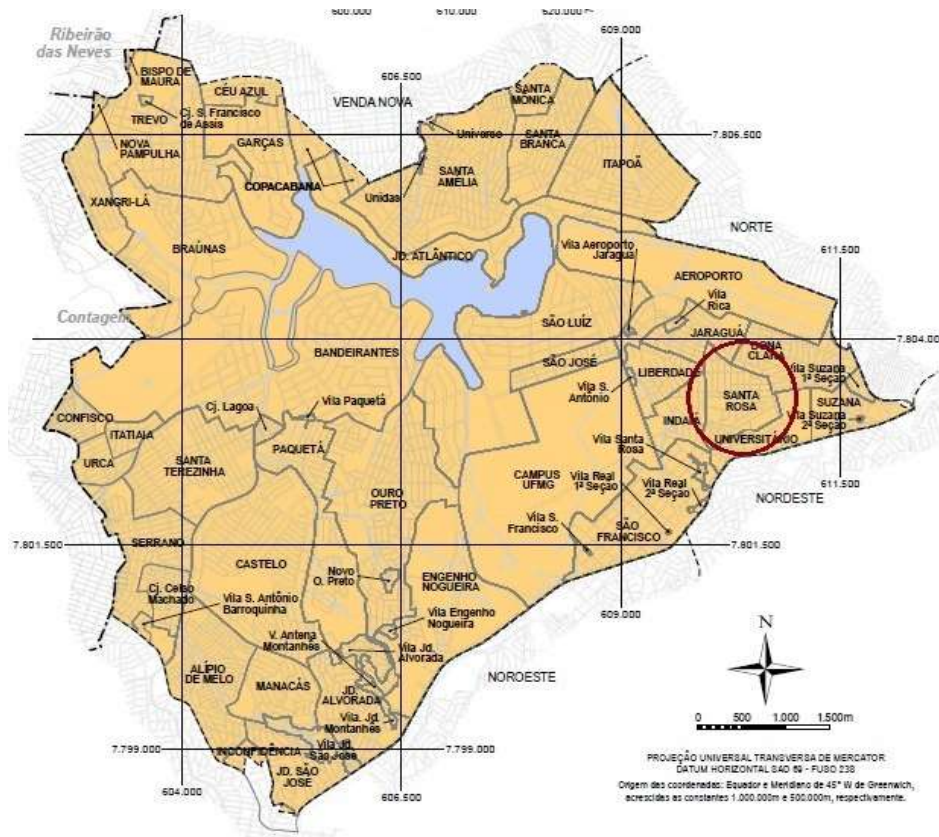 600.000
610.000
620.000
609.000
Ribeirão
das Neves
BISPO DE
MAURA
CÉU AZUL
606.500
SANTA
MÔNICA
VENDA NOVA
TREVO
Cj. S. Francisco
de Assis
Universo
SANTA
BRANCA
7.806.500
NOVA
PAMPULHA
GARÇAS
ITAPOÃ
COPACABANA
Unidas
SANTA
AMÉLIA
XANGRI-LÁ
NORTE
BRAÚNAS
JD. ATLÂNTICO
Vila Aeroporto
Jaraguá
611.500
AEROPORTO
Vila
Rica
Contagem
SÃO LUÍZ
JARAGUÁ
7.804.00
BANDEIRANTES
DONA
CLARA
SÃO JOSÉ
LIBERDADE
Vila Suzana
1ª Seção
Vila S.
Antônio
SANTA
ROSA
SUZANA
CONFISCO
Cj. Lagoa
Vila Paquetá
Vila Suzana
2ª Seção
ITATIAIA
INDAIÁ
UNIVERSITÁRIO
URCA
SANTA
TEREZINHA
PAQUETÁ
Vila Santa
Rosa
CAMPUS
UFMG
Vila Real
1ª Seção
Vila Real
2ª Seçao
611.500
OURO
PRETO
NORDESTE
Vila S.
Francisco
SÃO
FRANCISCO
SERRANO
7.801.500
7.801.500
CASTELO
Novo
O. Preto
ENGENHO
NOGUEIRA
Cj. Celso
Machado
Vila S. Antônio
Barroquinha
609.000
Vila Engenho
Nogueira
V. Antena
Montanhês
Vila Jd.
Alvorada
N
ALÍPIO
DE MELO
MANACÁS
JD.
ALVORADA
NOROESTE
Vila. Jd.
Montanhês
0 500 1.000 1.500m
7.799.000
INCONFIDÊNCIA
Vila Jd.
São José
7.799.000
JD. SÃO
JOSÉ
PROJEÇÃO UNIVERSAL TRANSVERSA DE MERCATOR
DATUM HORIZONTAL SAD 69 - FUSO 23S
604.000
606.500
Origem das coordenadas: Equador e Meridiano de 45° W de Greenwich,
acrescidas as constantes 1.000.000m e 500.000m, respectivamente.